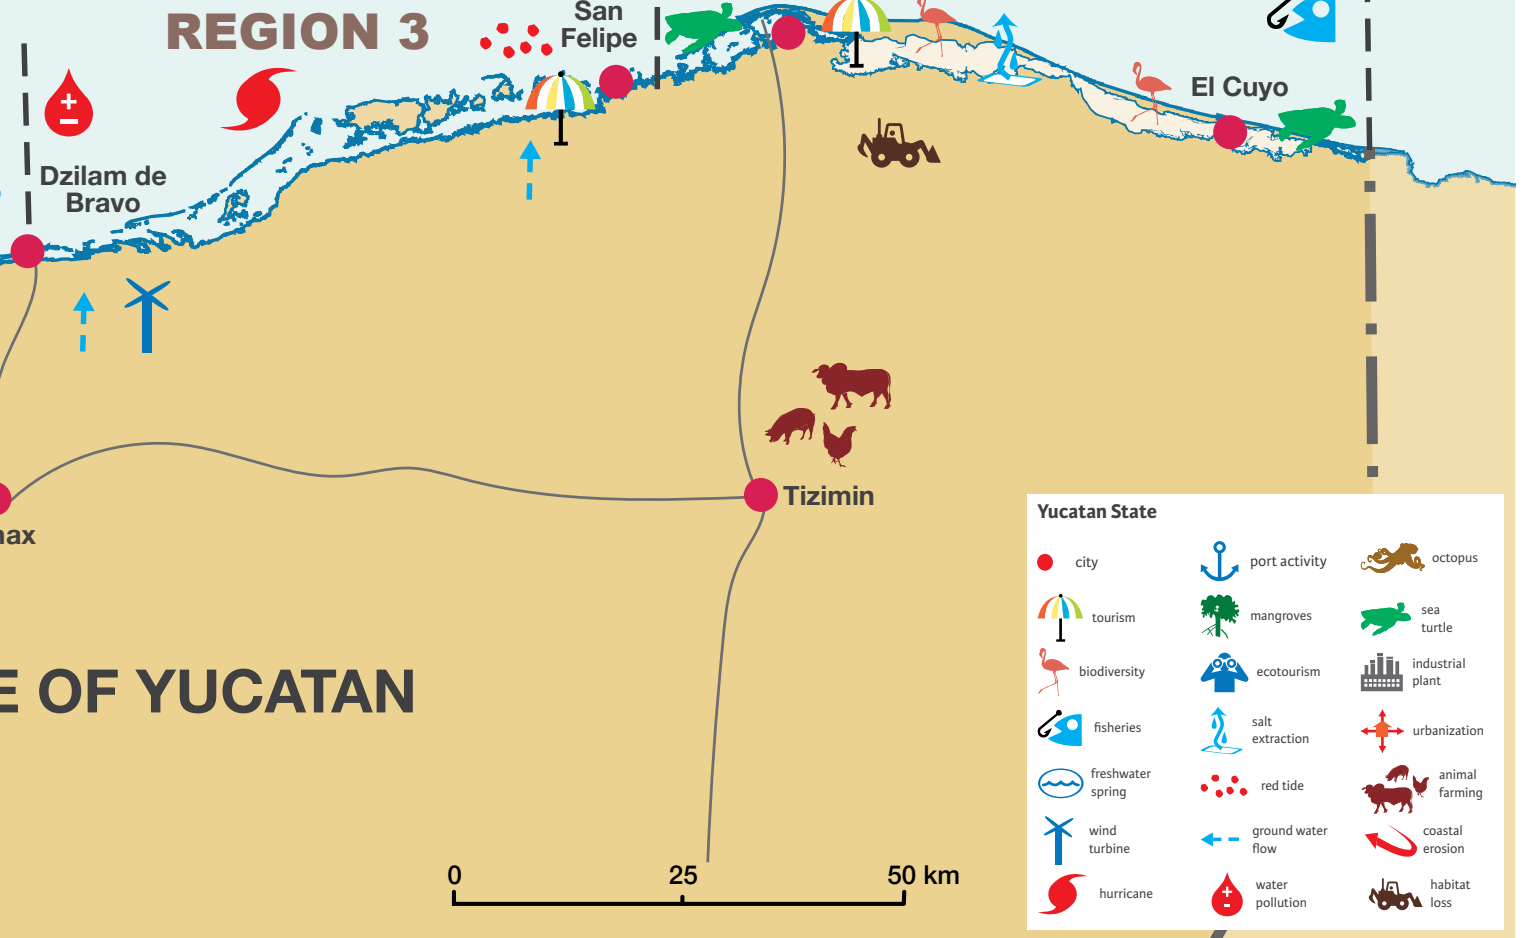 REGION 3
San
Felipe
El Cuyo
Dzilam de
Bravo
Tizimin
max
E OF YUCATAN
0 25 50 km
Yucatan State
city
port activity
octopus
tourism
mangroves
sea
turtle
biodiversity
ecotourism
industrial
plant
fisheries
salt
extraction
urbanization
freshwater
spring
red tide
animal
farming
wind
turbine
ground water
flow
coastal
erosion
hurricane
water
pollution
habitat
loss